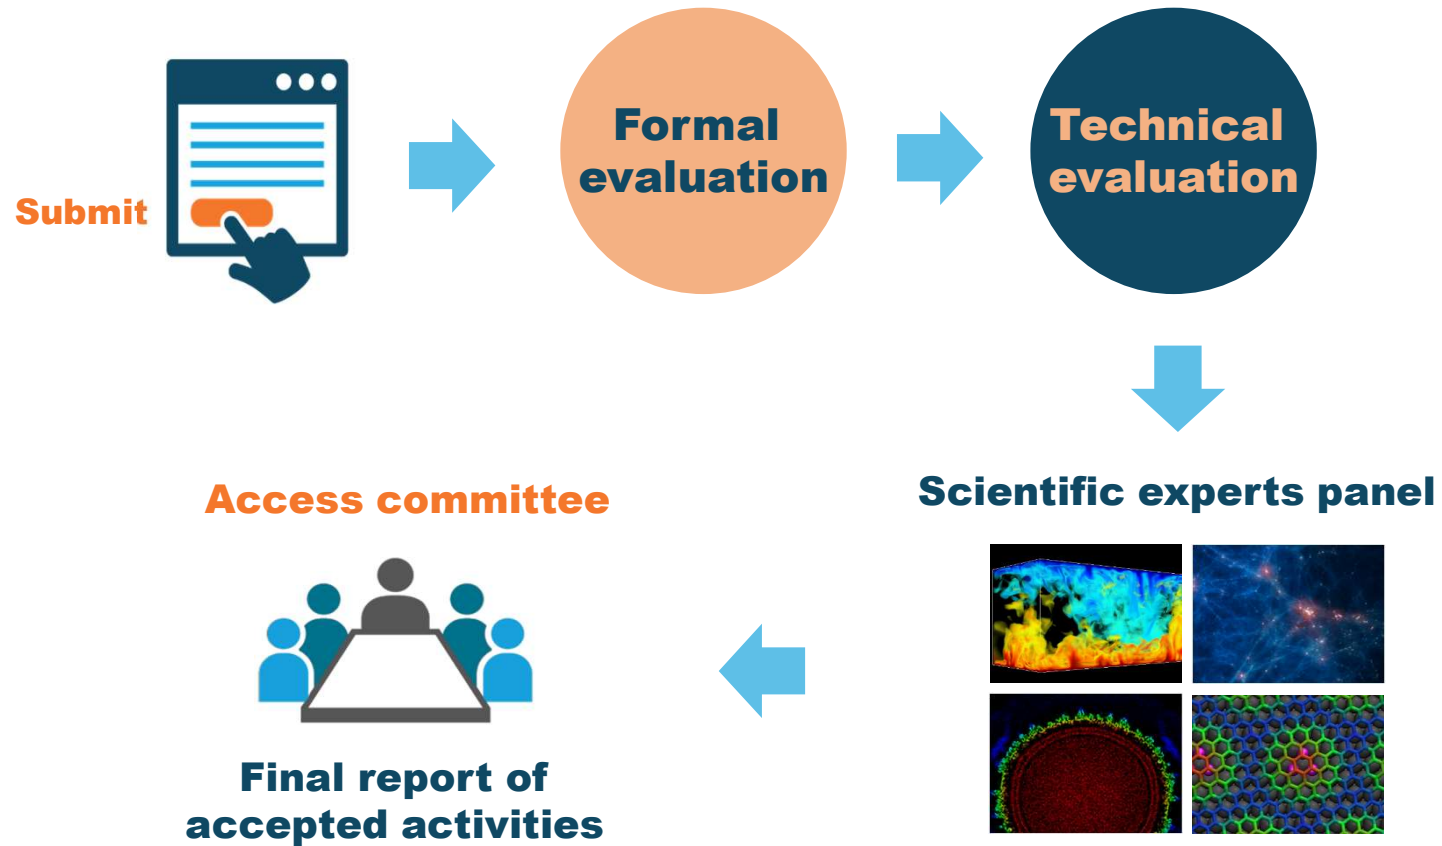 Submit
Formal
evaluation
Technical
evaluation
Scientific experts panel
Access committee
Final report of
accepted activities